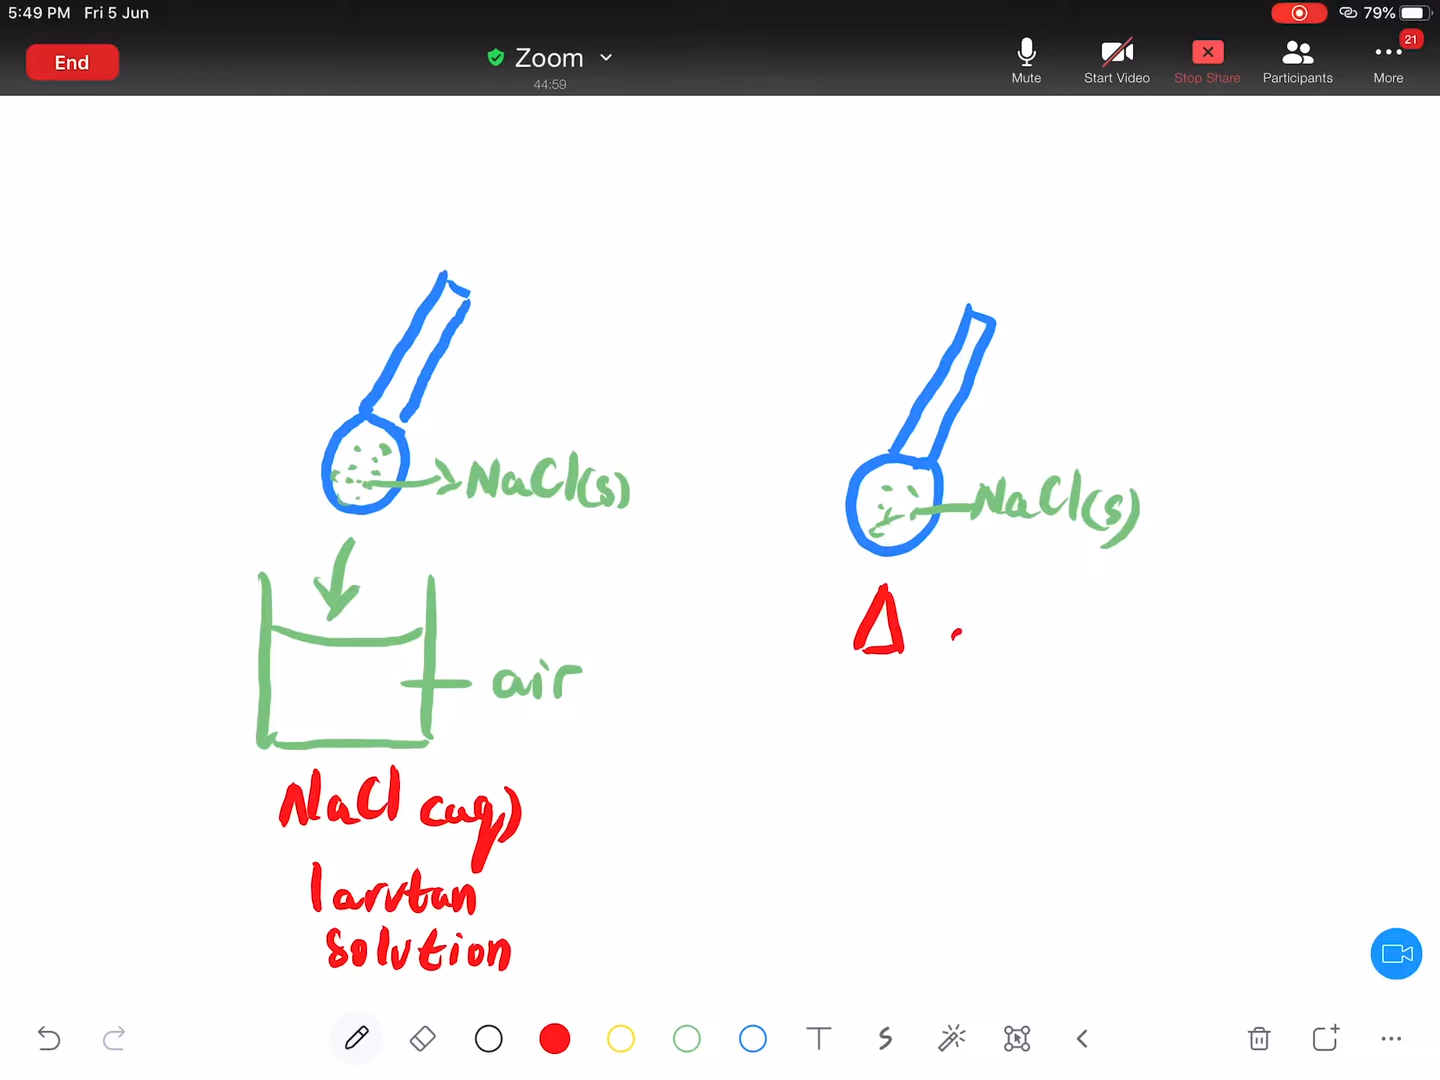 5:49 PM Fri 5 Jun
79%
End
Zoom
44:59
Mute
Start Video
Stop Share
Participants
21
More
NaCl(s)
NaCl(s)
Δ
air
NaCl (aq)
larutan
solution
T